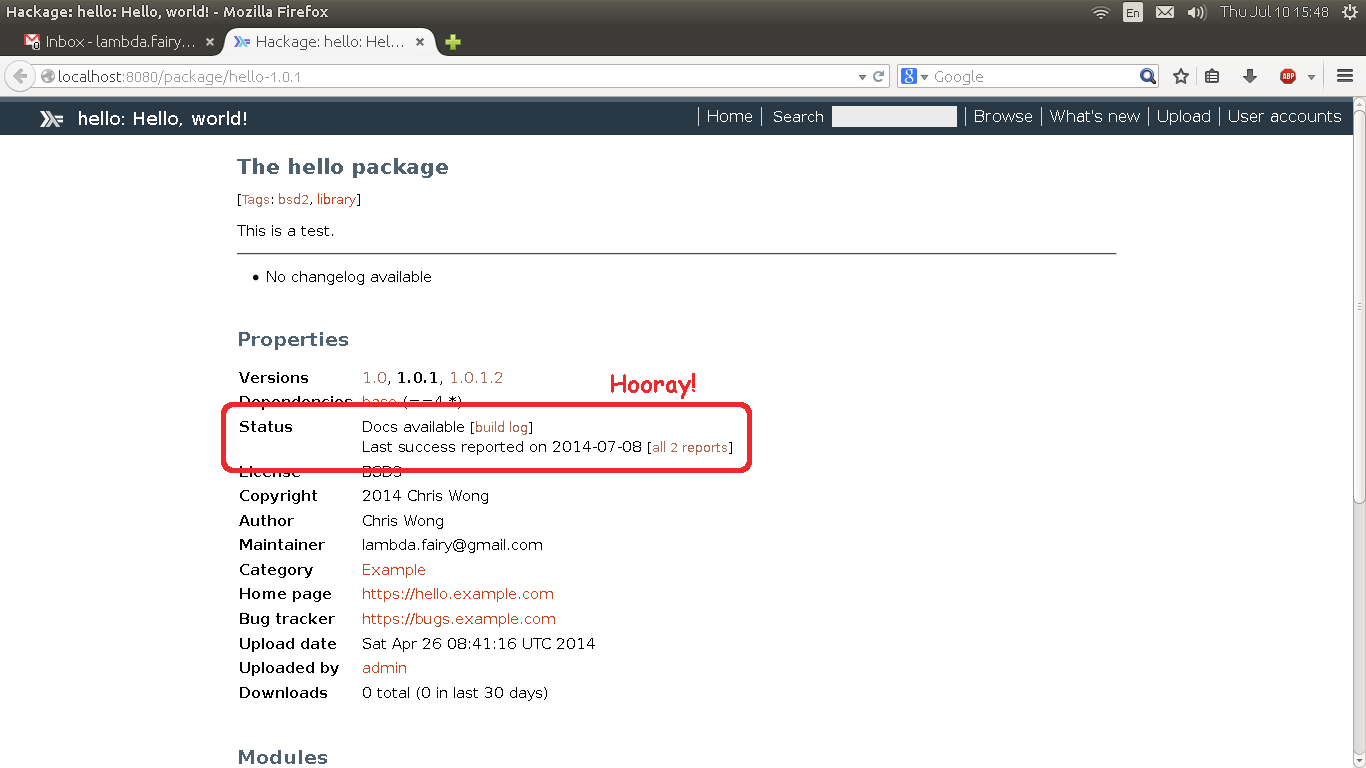 Hackage: hello: Hello, world! - Mozilla Firefox
En
Thu Jul 10 15:48
Inbox - lambda.fairy...
Hackage: hello: Hel...
localhost:8080/package/hello-1.0.1
8
Google
ABP
hello: Hello, world!
Home
Search
Browse
What's new
Upload
User accounts
The hello package
[Tags: bsd2, library]
This is a test.
• No changelog available
Properties
Versions 1.0, 1.0.1, 1.0.1.2
Hooray!
Dependencies base (==4.*)
Status Docs available [build log]
Last success reported on 2014-07-08 [all 2 reports]
License
Copyright 2014 Chris Wong
Author Chris Wong
Maintainer lambda.fairy@gmail.com
Category Example
Home page https://hello.example.com
Bug tracker https://bugs.example.com
Upload date Sat Apr 26 08:41:16 UTC 2014
Uploaded by admin
Downloads 0 total (0 in last 30 days)
Modules